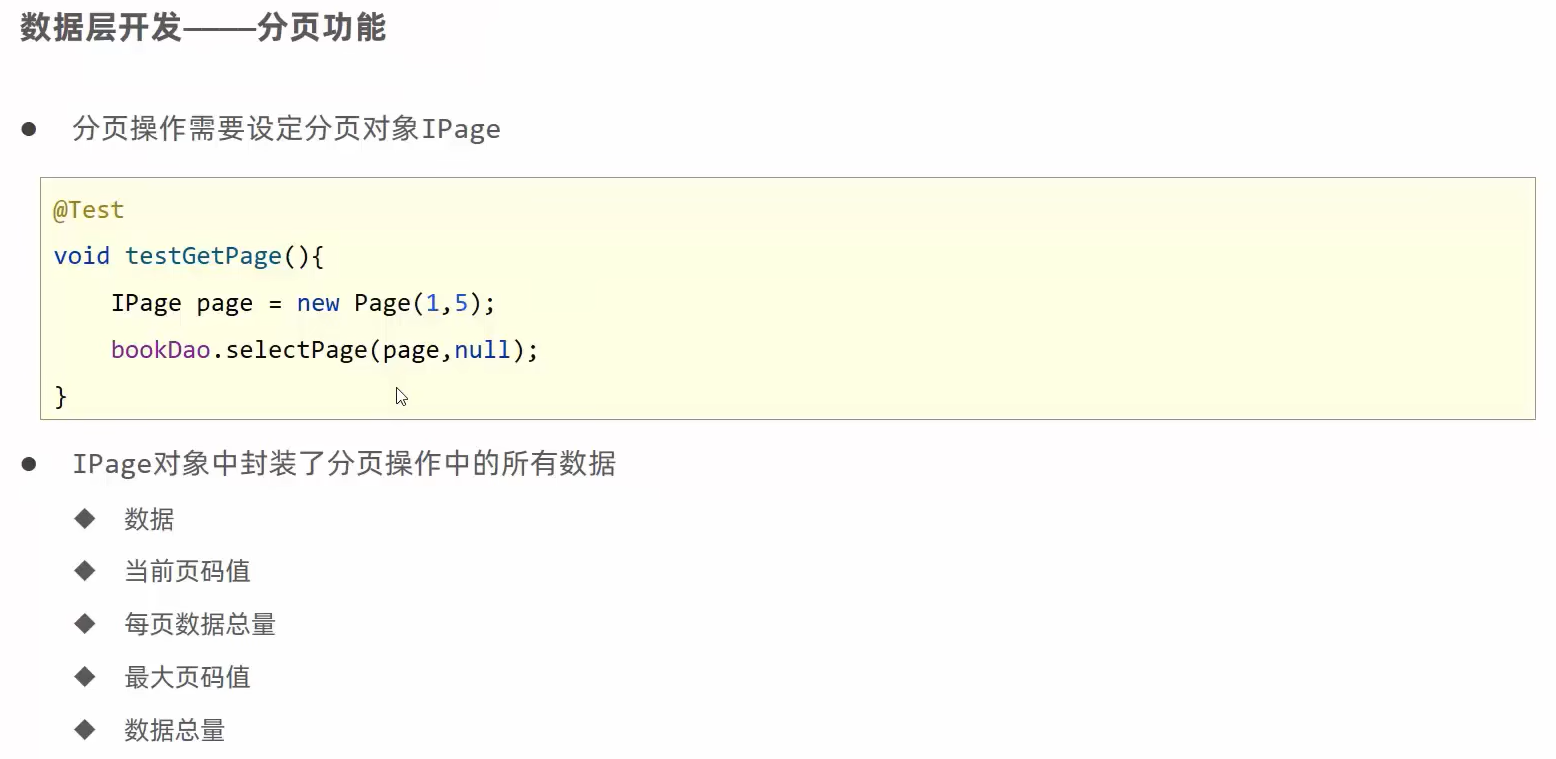 数据层开发————分页功能
● 分页操作需要设定分页对象IPage
@Test
void testGetPage(){
    IPage page = new Page(1,5);
    bookDao.selectPage(page,null);
}
● IPage对象中封装了分页操作中的所有数据
◆ 数据
◆ 当前页码值
◆ 每页数据总量
◆ 最大页码值
◆ 数据总量